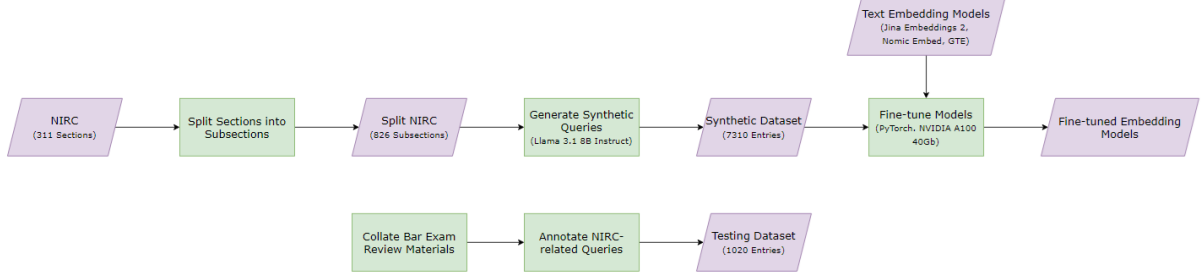 Text Embedding Models
(Jina Embeddings 2,
Nomic Embed, GTE)
NIRC
(311 Sections)
Split Sections into
Subsections
Split NIRC
(826 Subsections)
Generate Synthetic
Queries
(Llama 3.1 8B Instruct)
Synthetic Dataset
(7310 Entries)
Fine-tune Models
(PyTorch. NVIDIA A100
40Gb)
Fine-tuned Embedding
Models
Collate Bar Exam
Review Materials
Annotate NIRC-
related Queries
Testing Dataset
(1020 Entries)